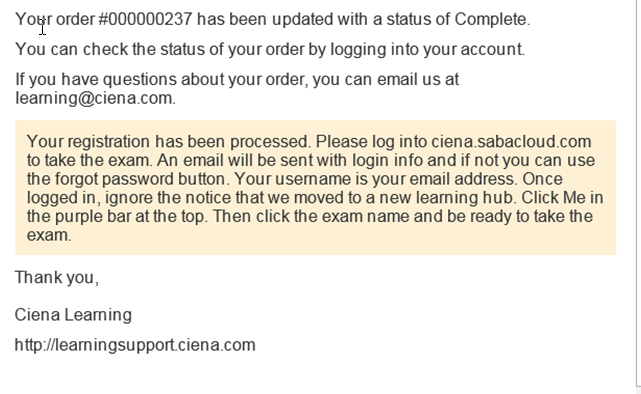 Your order #000000237 has been updated with a status of Complete.
You can check the status of your order by logging into your account.
If you have questions about your order, you can email us at
learning@ciena.com.
Your registration has been processed. Please log into ciena.sabacloud.com
to take the exam. An email will be sent with login info and if not you can use
the forgot password button. Your username is your email address. Once
logged in, ignore the notice that we moved to a new learning hub. Click Me in
the purple bar at the top. Then click the exam name and be ready to take the
exam.
Thank you,
Ciena Learning
http://learningsupport.ciena.com